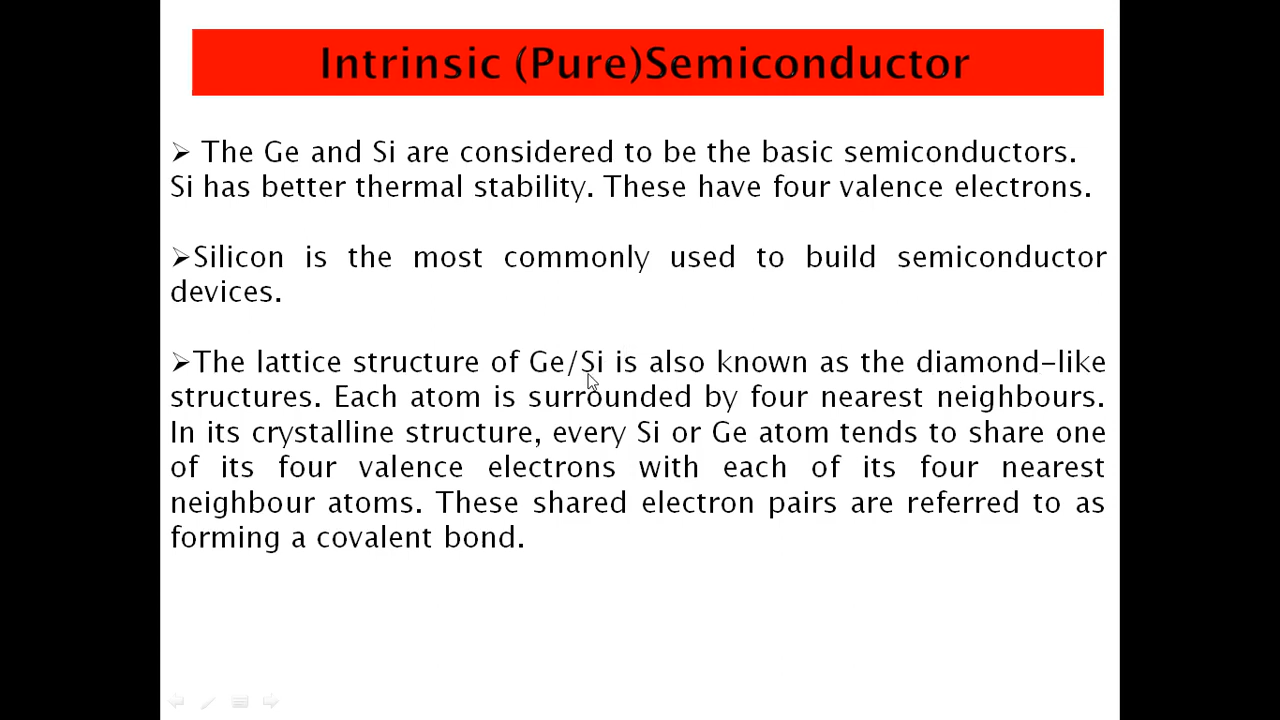 Intrinsic (Pure)Semiconductor
➢ The Ge and Si are considered to be the basic semiconductors.
Si has better thermal stability. These have four valence electrons.
➢Silicon is the most commonly used to build semiconductor
devices.
➢The lattice structure of Ge/Si is also known as the diamond-like
structures. Each atom is surrounded by four nearest neighbours.
In its crystalline structure, every Si or Ge atom tends to share one
of its four valence electrons with each of its four nearest
neighbour atoms. These shared electron pairs are referred to as
forming a covalent bond.